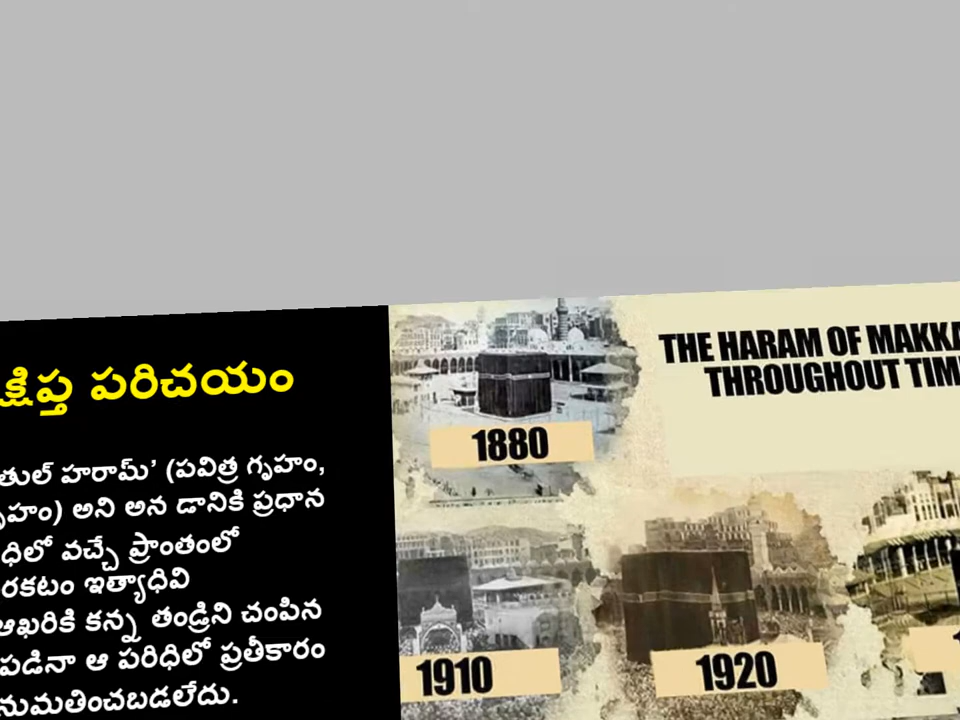 క్షిప్త పరిచయం
తుల్ హరామ్' (పవిత్ర గృహం,
గృహం) అని అన డానికి ప్రధాన
ధిలో వచ్చే ప్రాంతంలో
రకటం ఇత్యాధివి
ఆఖరికి కన్న తండ్రిని చంపిన
పడినా ఆ పరిధిలో ప్రతీకారం
నుమతించబడలేదు.
THE HARAM OF MAKKA
THROUGHOUT TIM
1880
1910
1920